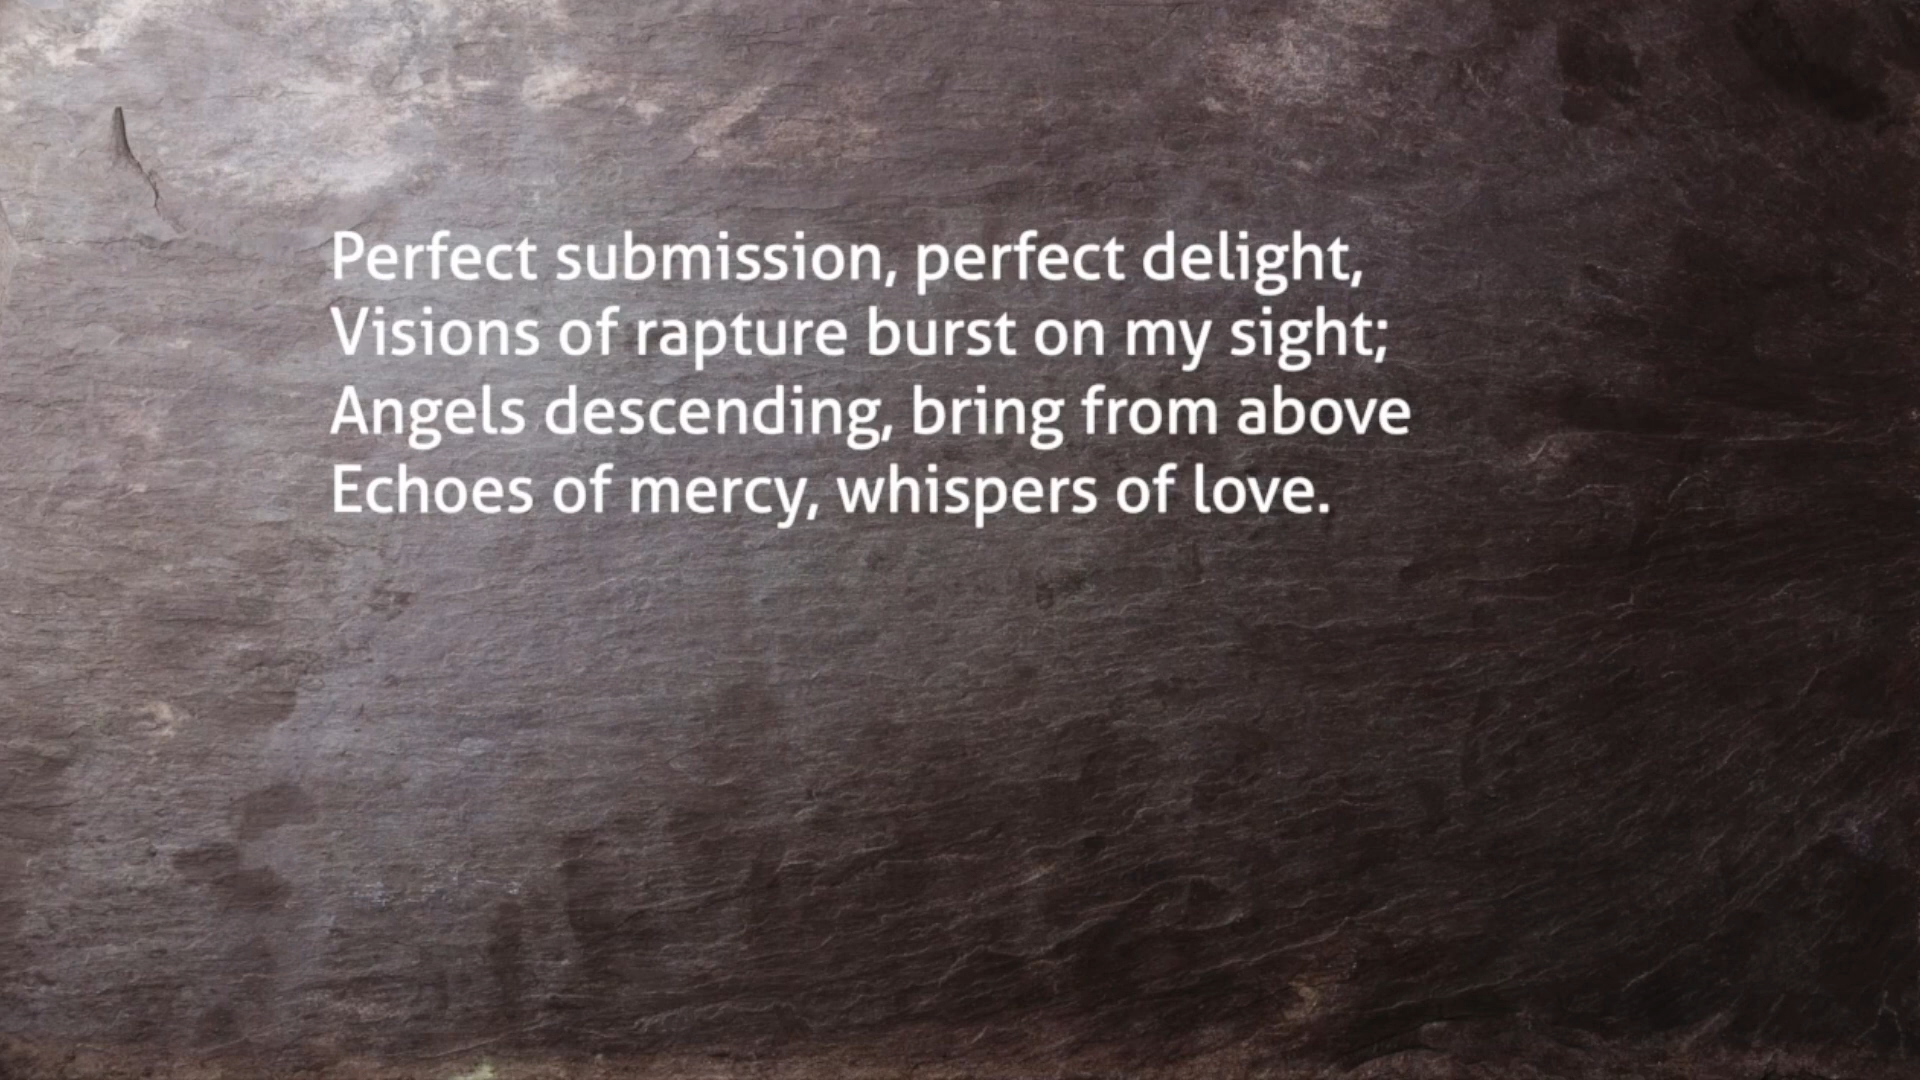 Perfect submission, perfect delight,
Visions of rapture burst on my sight;
Angels descending, bring from above
Echoes of mercy, whispers of love.